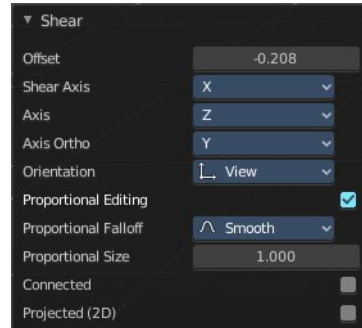 Shear
Offset -0.208
Shear Axis X
Axis Z
Axis Ortho Y
Orientation View
Proportional Editing
Proportional Falloff Smooth
Proportional Size 1.000
Connected
Projected (2D)